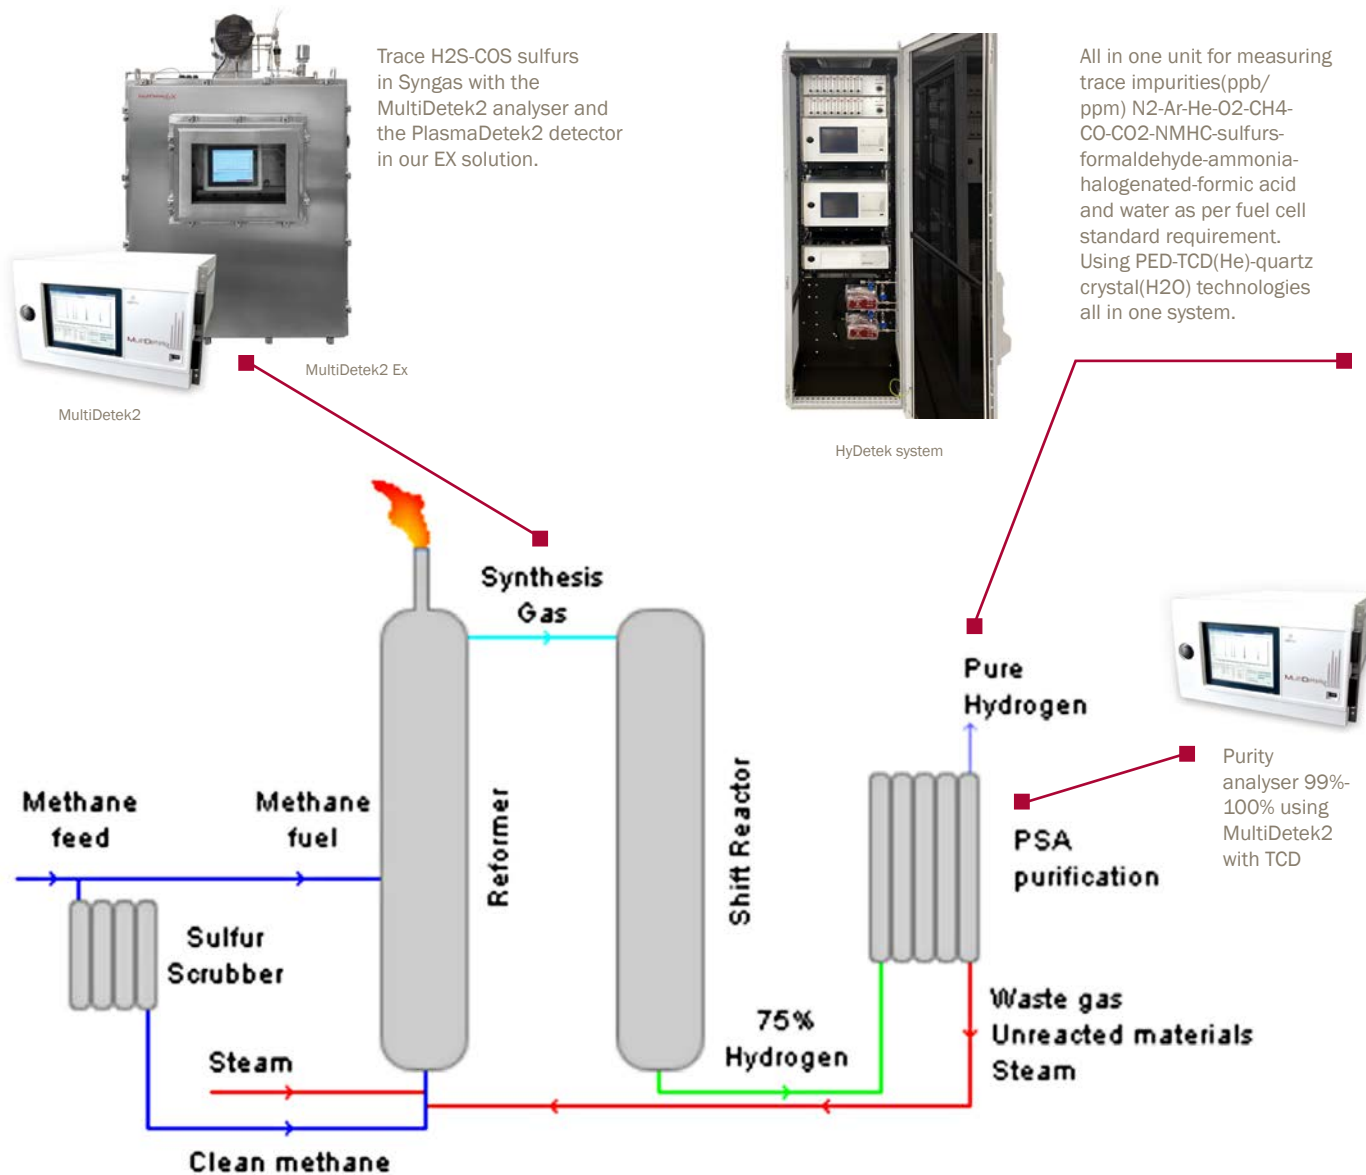 Trace H2S-COS sulfurs
in Syngas with the
MultiDetek2 analyser and
the PlasmaDetek2 detector
in our EX solution.
All in one unit for measuring
trace impurities(ppb/
ppm) N2-Ar-He-O2-CH4-
CO-CO2-NMHC-sulfurs-
formaldehyde-ammonia-
halogenated-formic acid
and water as per fuel cell
standard requirement.
Using PED-TCD(He)-quartz
crystal(H2O) technologies
all in one system.
MultiDetek2 Ex
MultiDetek2
HyDetek system
Synthesis
Gas
Pure
Hydrogen
Purity
analyser 99%-
100% using
MultiDetek2
with TCD
Methane
feed
Methane
fuel
Reformer
Shift Reactor
PSA
purification
Sulfur
Scrubber
75%
Hydrogen
Waste gas
Unreacted materials
Steam
Steam
Clean methane